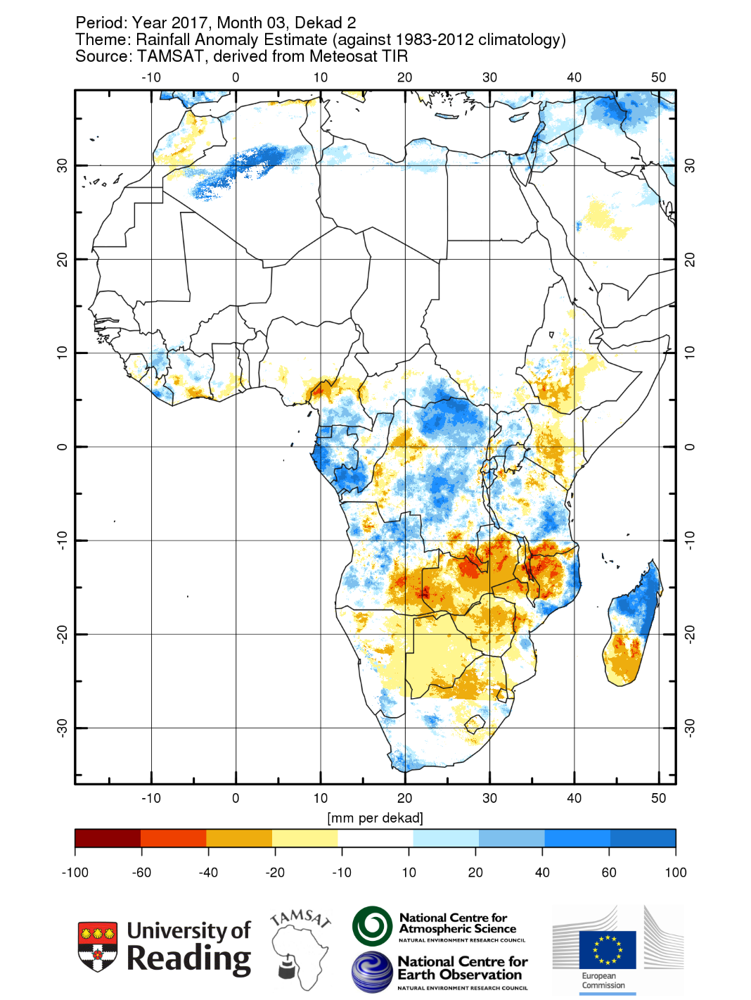 Period: Year 2017, Month 03, Dekad 2
Theme: Rainfall Anomaly Estimate (against 1983-2012 climatology)
Source: TAMSAT, derived from Meteosat TIR
-10 0 10 20 30 40 50
30 30
20 20
10 10
0 0
-10 -10
-20 -20
-30 -30
-10 0 10 20 30 40 50
[mm per dekad]
-100 -60 -40 -20 -10 10 20 40 60 100
University of
Reading
TAMSAT
National Centre for
Atmospheric Science
NATURAL ENVIRONMENT RESEARCH COUNCIL
National Centre for
Earth Observation
NATURAL ENVIRONMENT RESEARCH COUNCIL
European
Commission